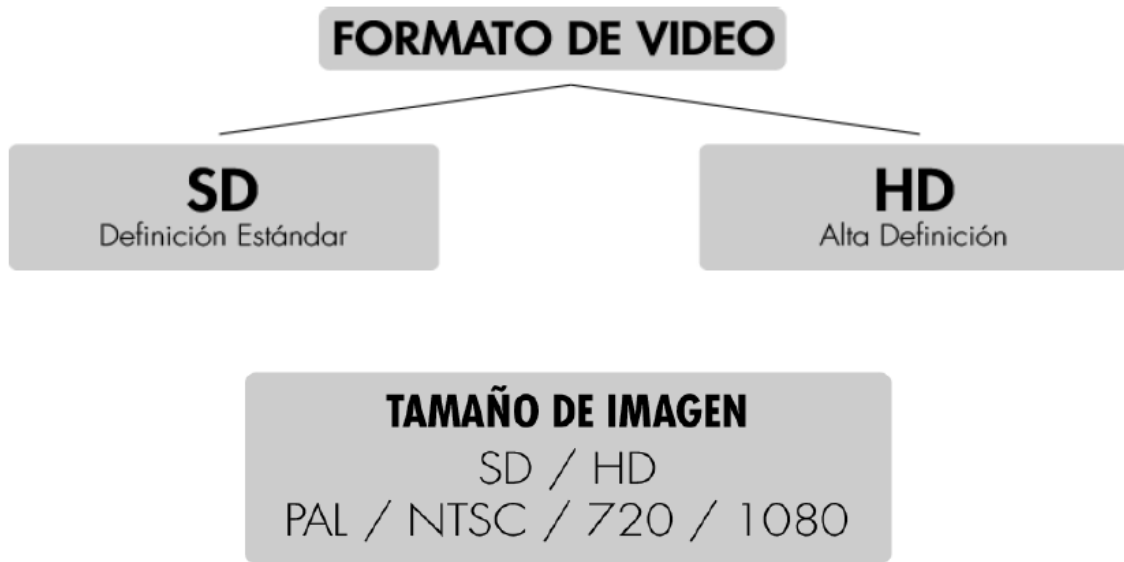 FORMATO DE VIDEO
SD
Definición Estándar
HD
Alta Definición
TAMAÑO DE IMAGEN
SD / HD
PAL / NTSC / 720 / 1080